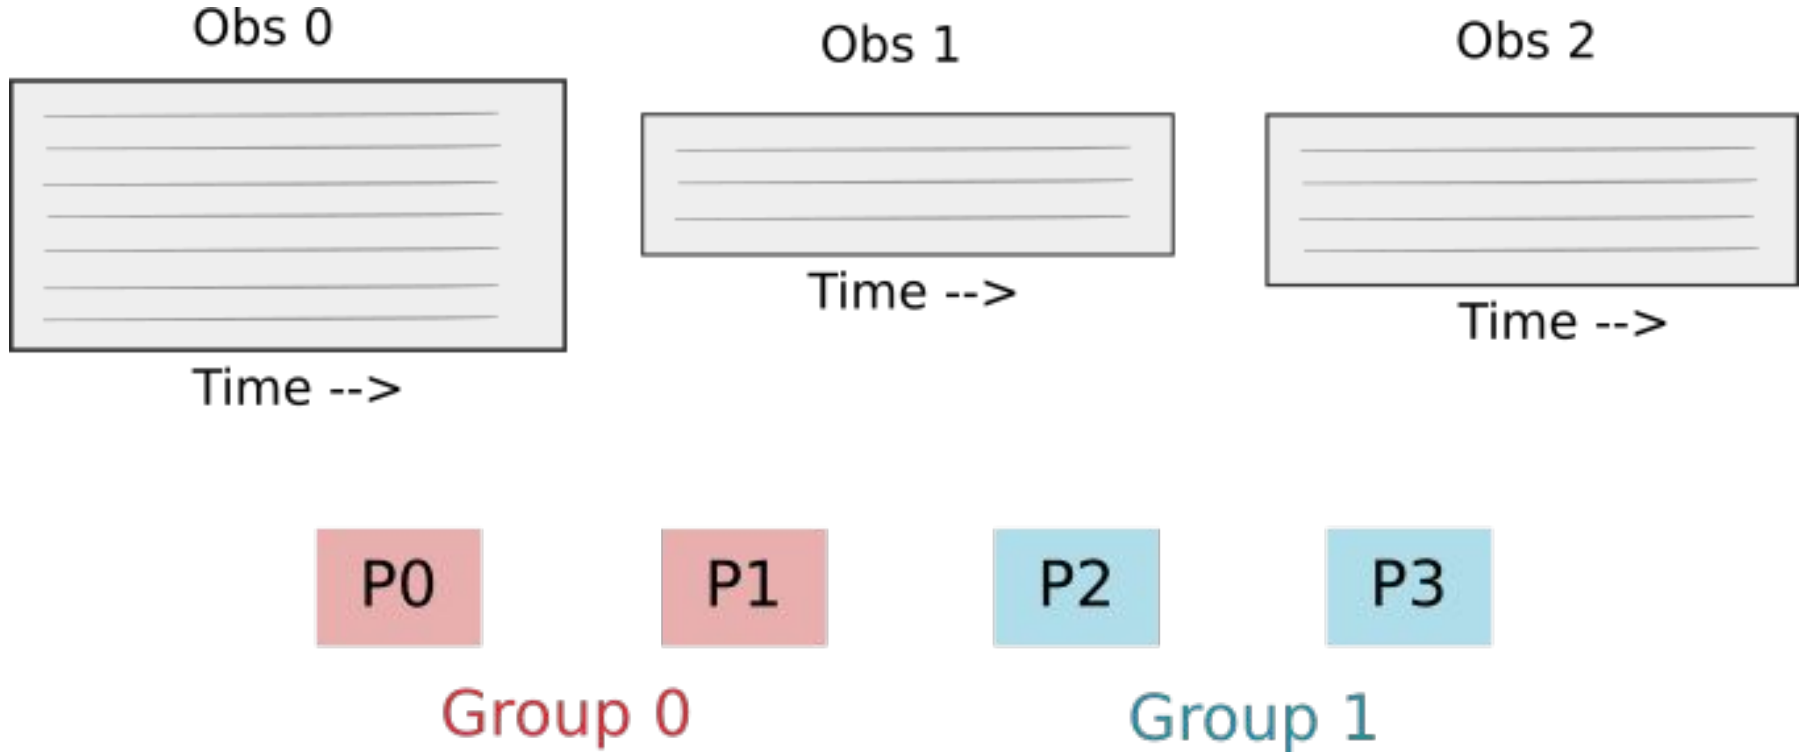 Obs 0
Obs 1
Obs 2
Time -->
Time -->
Time -->
P0
P1
P2
P3
Group 0
Group 1